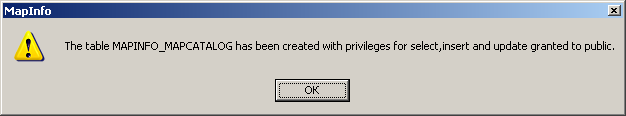 MapInfo
The table MAPINFO_MAPCATALOG has been created with privileges for select,insert and update granted to public.
OK